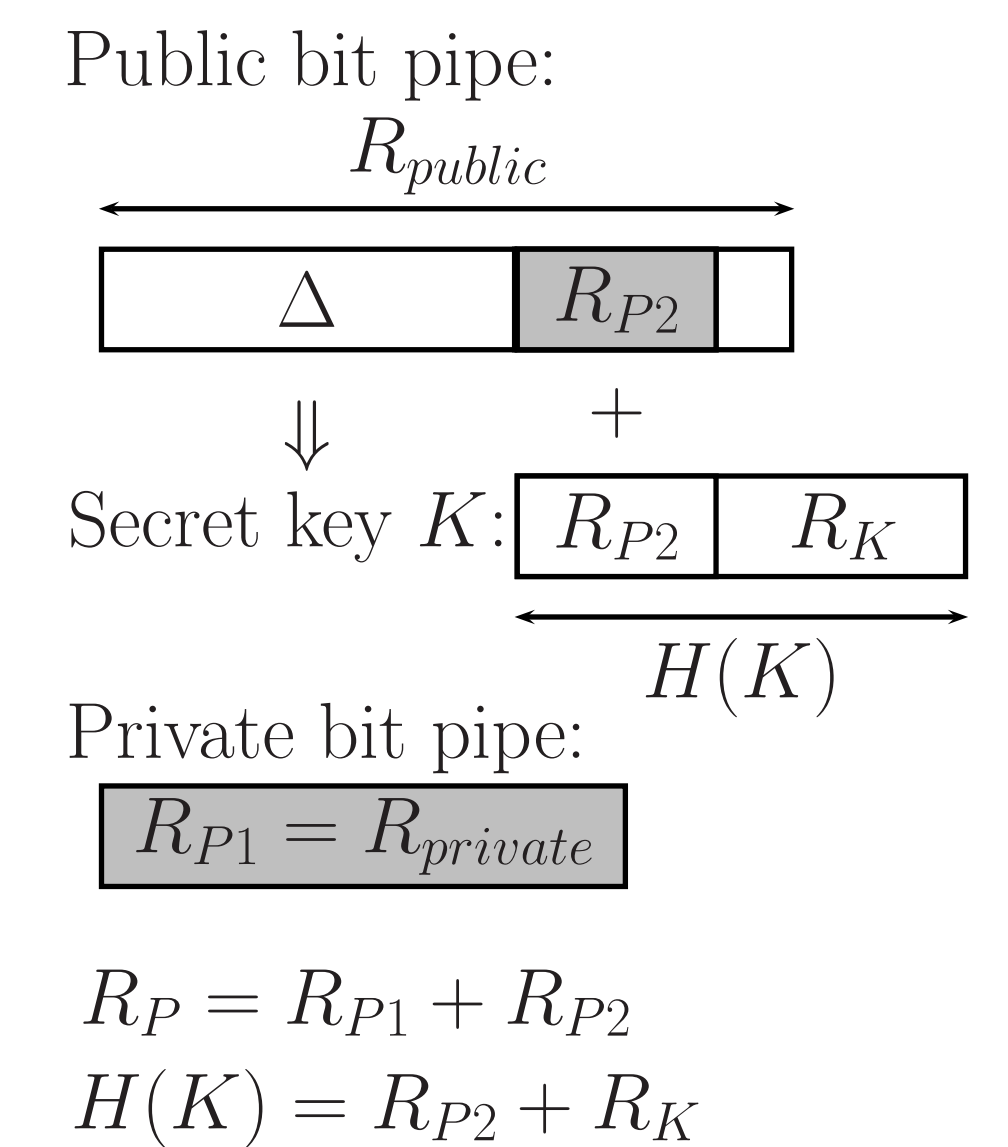 Public bit pipe:
R_{public}
Δ R_{P2}
⇓ +
Secret key K: R_{P2} R_K
H(K)
Private bit pipe:
R_{P1} = R_{private}
R_P = R_{P1} + R_{P2}
H(K) = R_{P2} + R_K